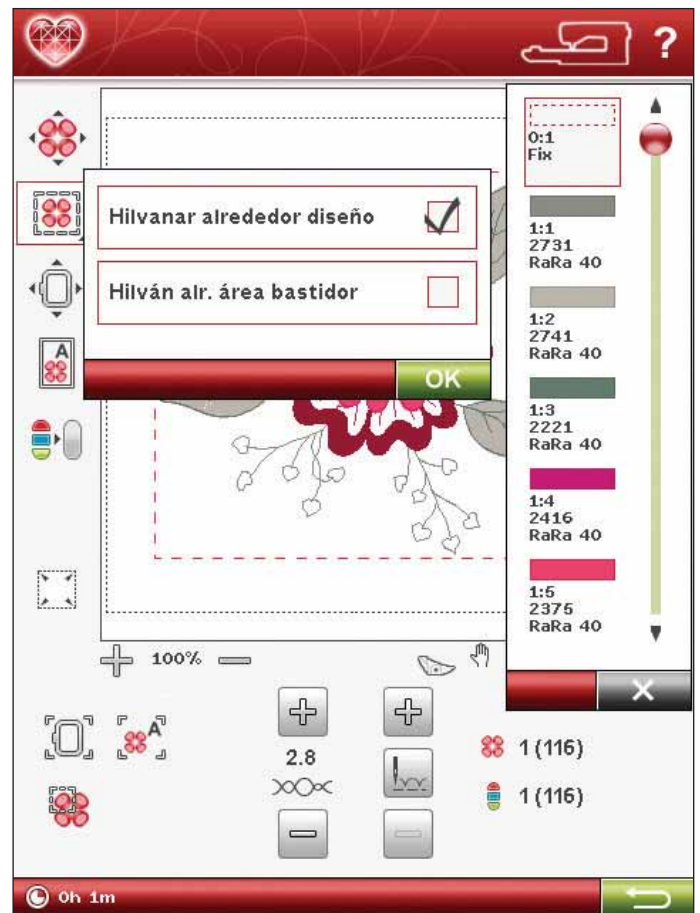 ?
0:1
Fix
Hilvanar alrededor diseño
Hilván alr. área bastidor
OK
1:1
2731
RaRa 40
1:2
2741
RaRa 40
1:3
2221
RaRa 40
1:4
2416
RaRa 40
1:5
2375
RaRa 40
A
100%
A
2.8
1 (116)
1 (116)
0h 1m